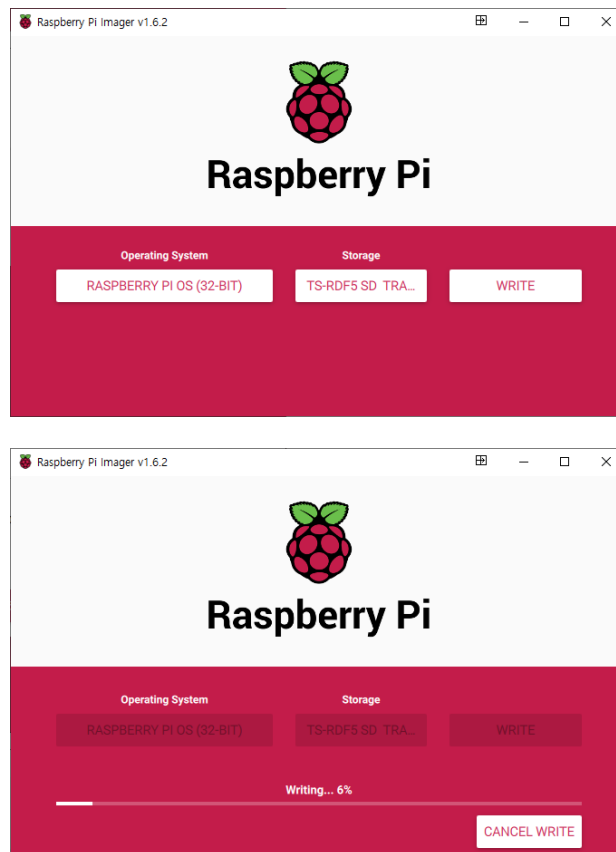 Raspberry Pi Imager v1.6.2
Raspberry Pi
Operating System Storage
RASPBERRY PI OS (32-BIT) TS-RDF5 SD TRA... WRITE
Raspberry Pi Imager v1.6.2
Raspberry Pi
Operating System Storage
RASPBERRY PI OS (32-BIT) TS-RDF5 SD TRA... WRITE
Writing... 6%
CANCEL WRITE